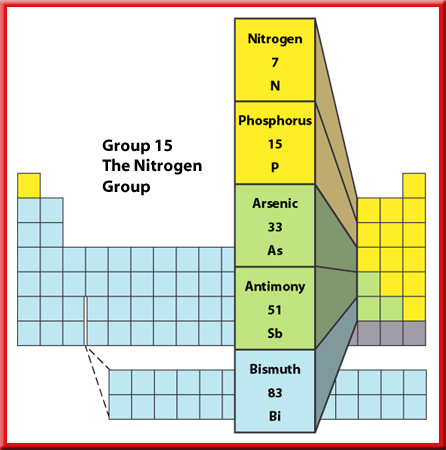 Nitrogen
7
N
Phosphorus
15
P
Group 15
The Nitrogen
Group
Arsenic
33
As
Antimony
51
Sb
Bismuth
83
Bi